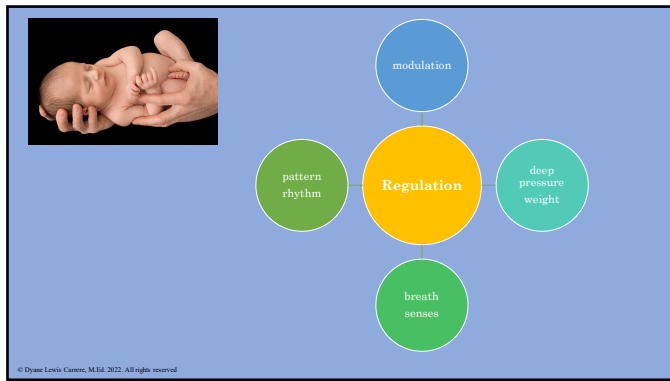 modulation
pattern
rhythm
Regulation
deep
pressure
weight
breath
senses
© Dyane Lewis Carrere, M.Ed. 2022. All rights reserved